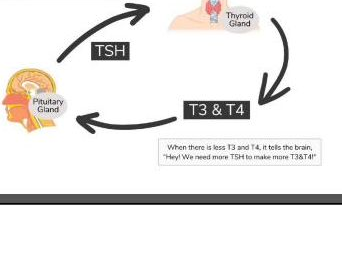 Thyroid
Gland
TSH
Pituitary
Gland
T3 & T4
When there is less T3 and T4, it tells the brain,
"Hey! We need more TSH to make more T3&T4!"